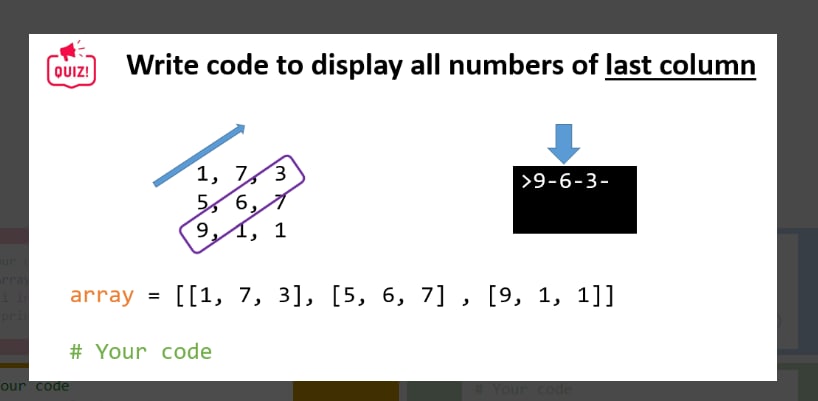 QUIZ!
Write code to display all numbers of last column
1, 7, 3
5, 6, 7
9, 1, 1
>9-6-3-
array = [[1, 7, 3], [5, 6, 7] , [9, 1, 1]]
# Your code
our code
# Your code